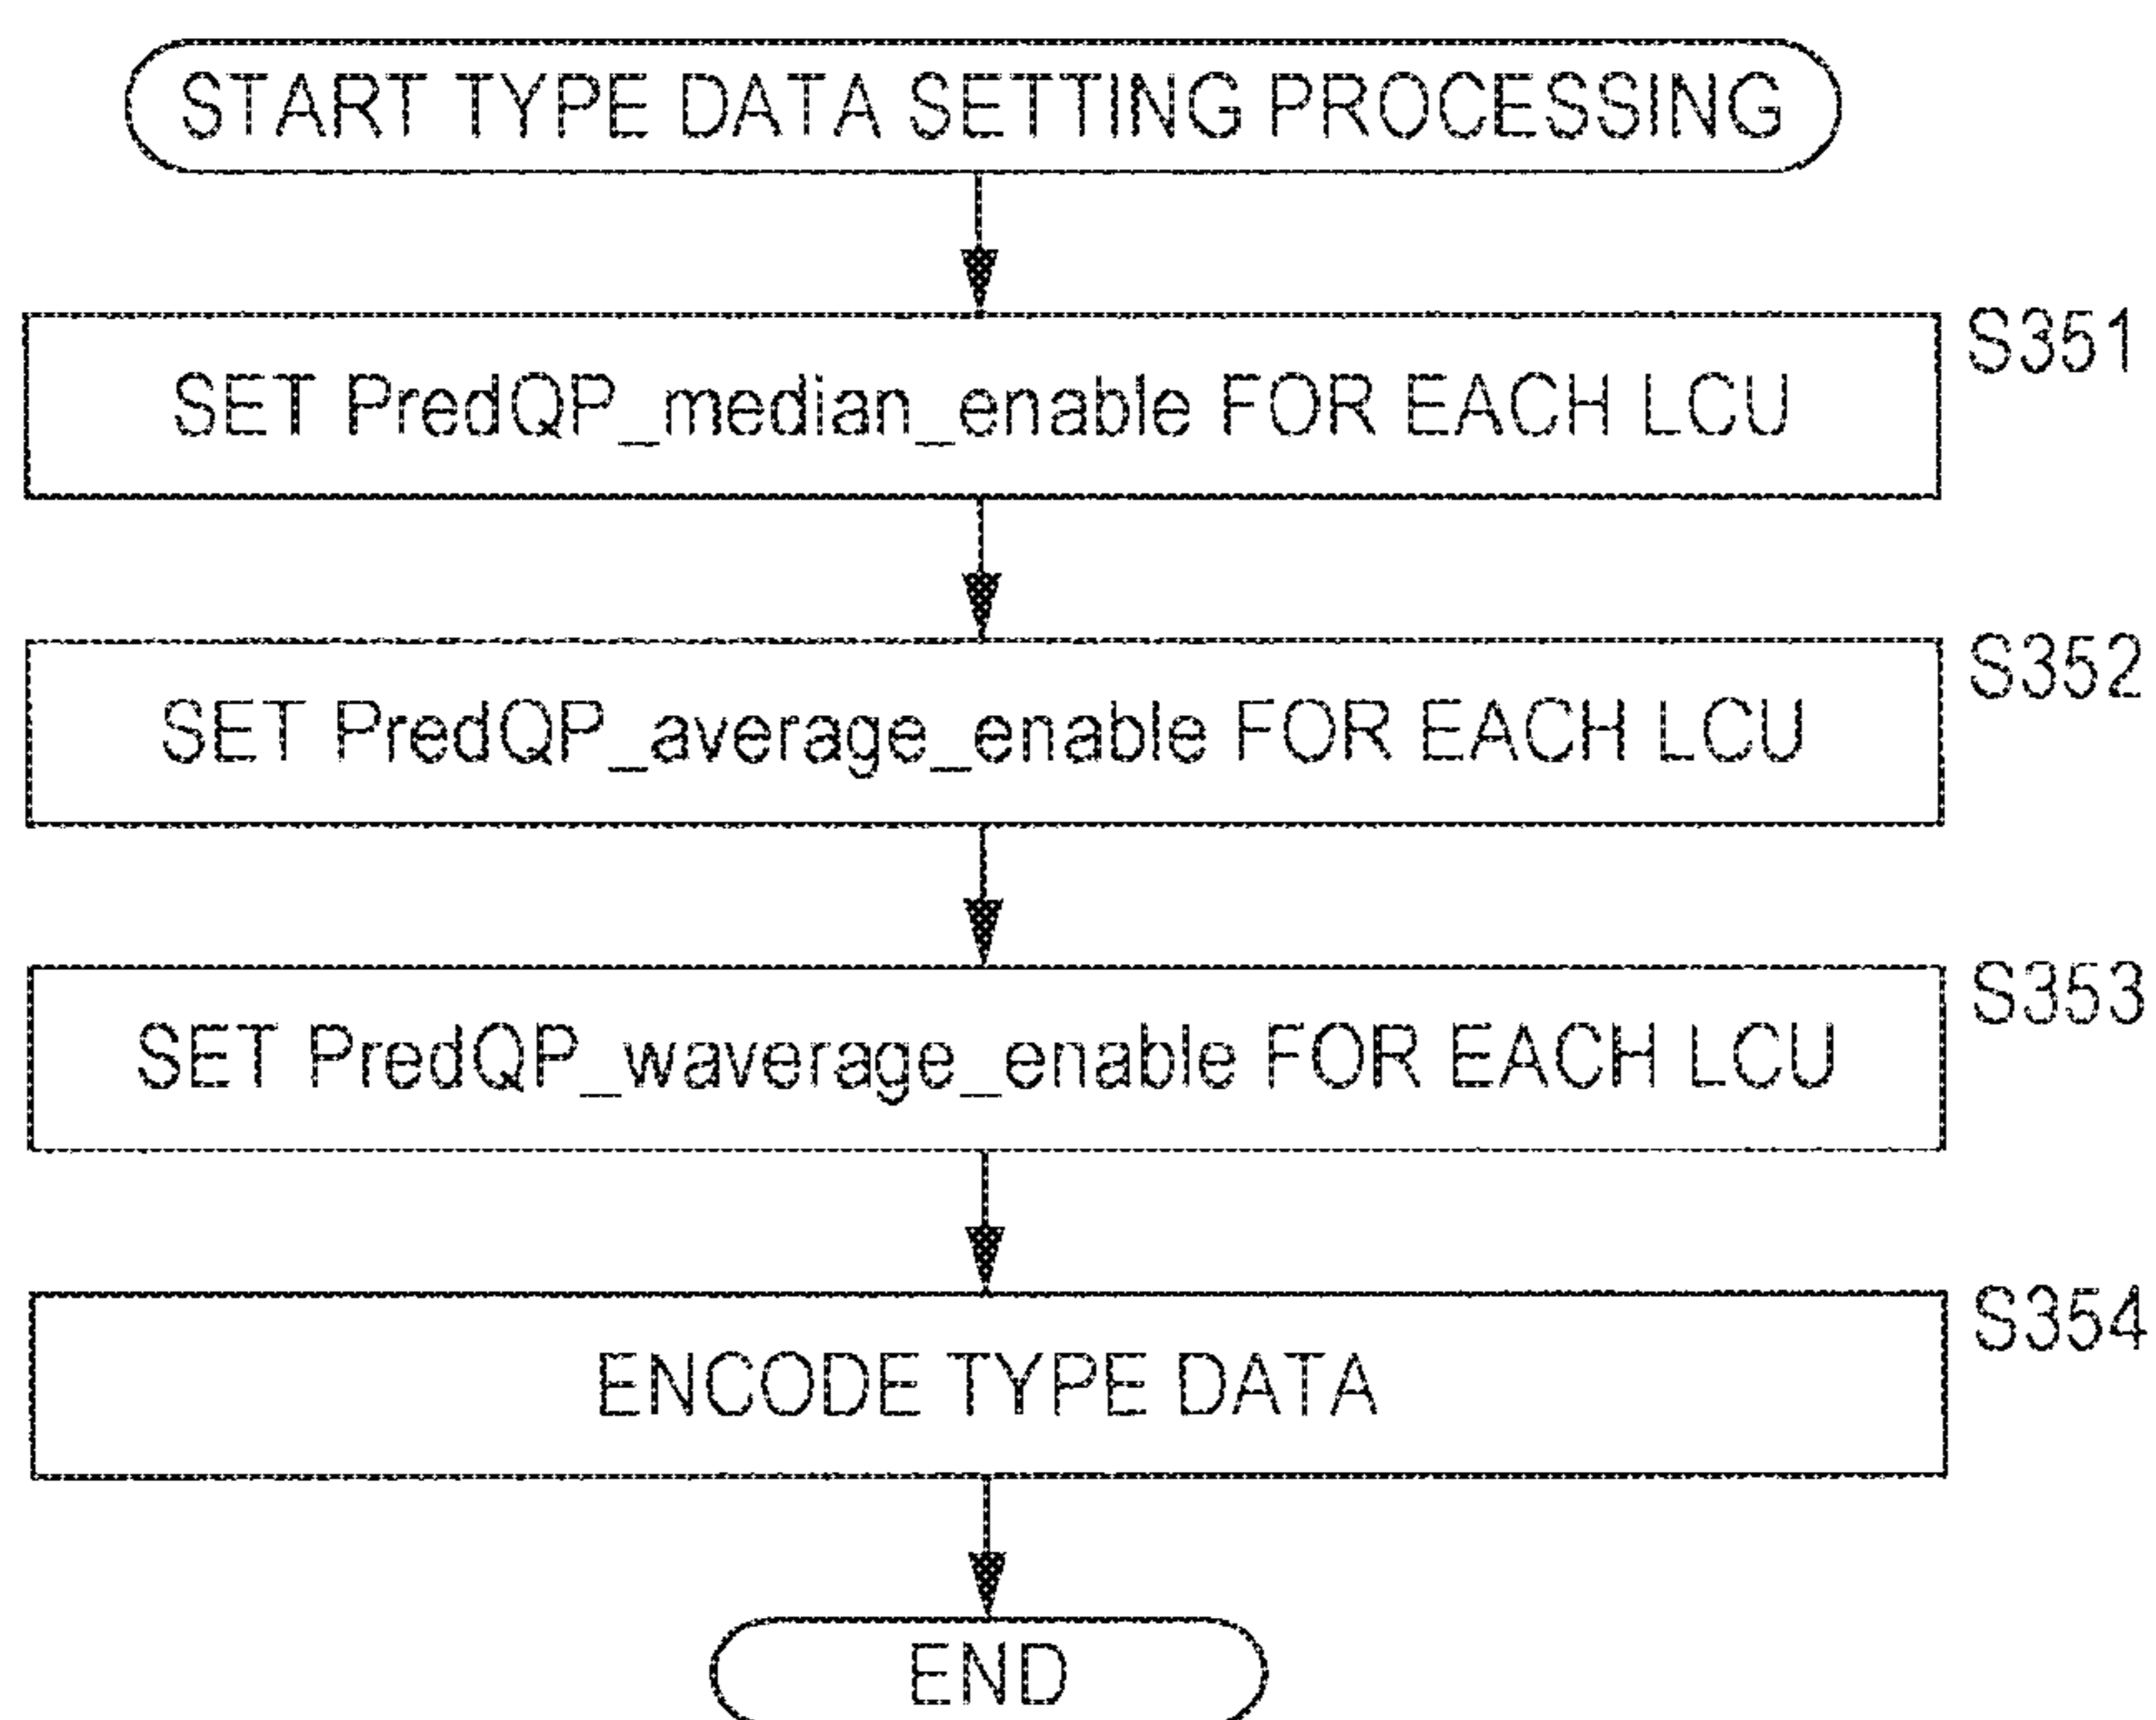 START TYPE DATA SETTING PROCESSING
S351
SET PredQP_median_enable FOR EACH LCU
S352
SET PredQP_average_enable FOR EACH LCU
S353
SET PredQP_waverage_enable FOR EACH LCU
S354
ENCODE TYPE DATA
END